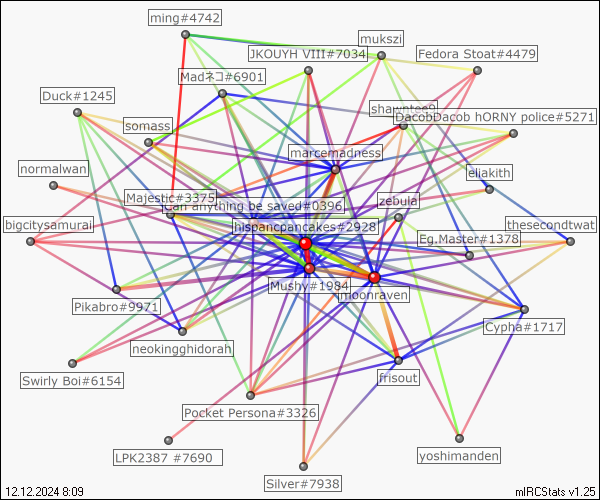 ming#4742
mukszi
JKOUYH VIII#7034
Fedora Stoat#4479
Madネコ#6901
Duck#1245
DacobDacob hORNY police#5271
somass
marcemadness
normalwan
eliakith
Majestic#3375
Can anything be saved#0396
zebula
bigcitysamurai
hispancpancakes#2928
thesecondtwat
Eg.Master#1378
Mushy#1984
jmoonraven
Pikabro#9971
Cypha#1717
neokingghidorah
Swirly Boi#6154
frisout
Pocket Persona#3326
LPK2387 #7690
yoshimanden
Silver#7938
12.12.2024 8:09
mIRCStats v1.25